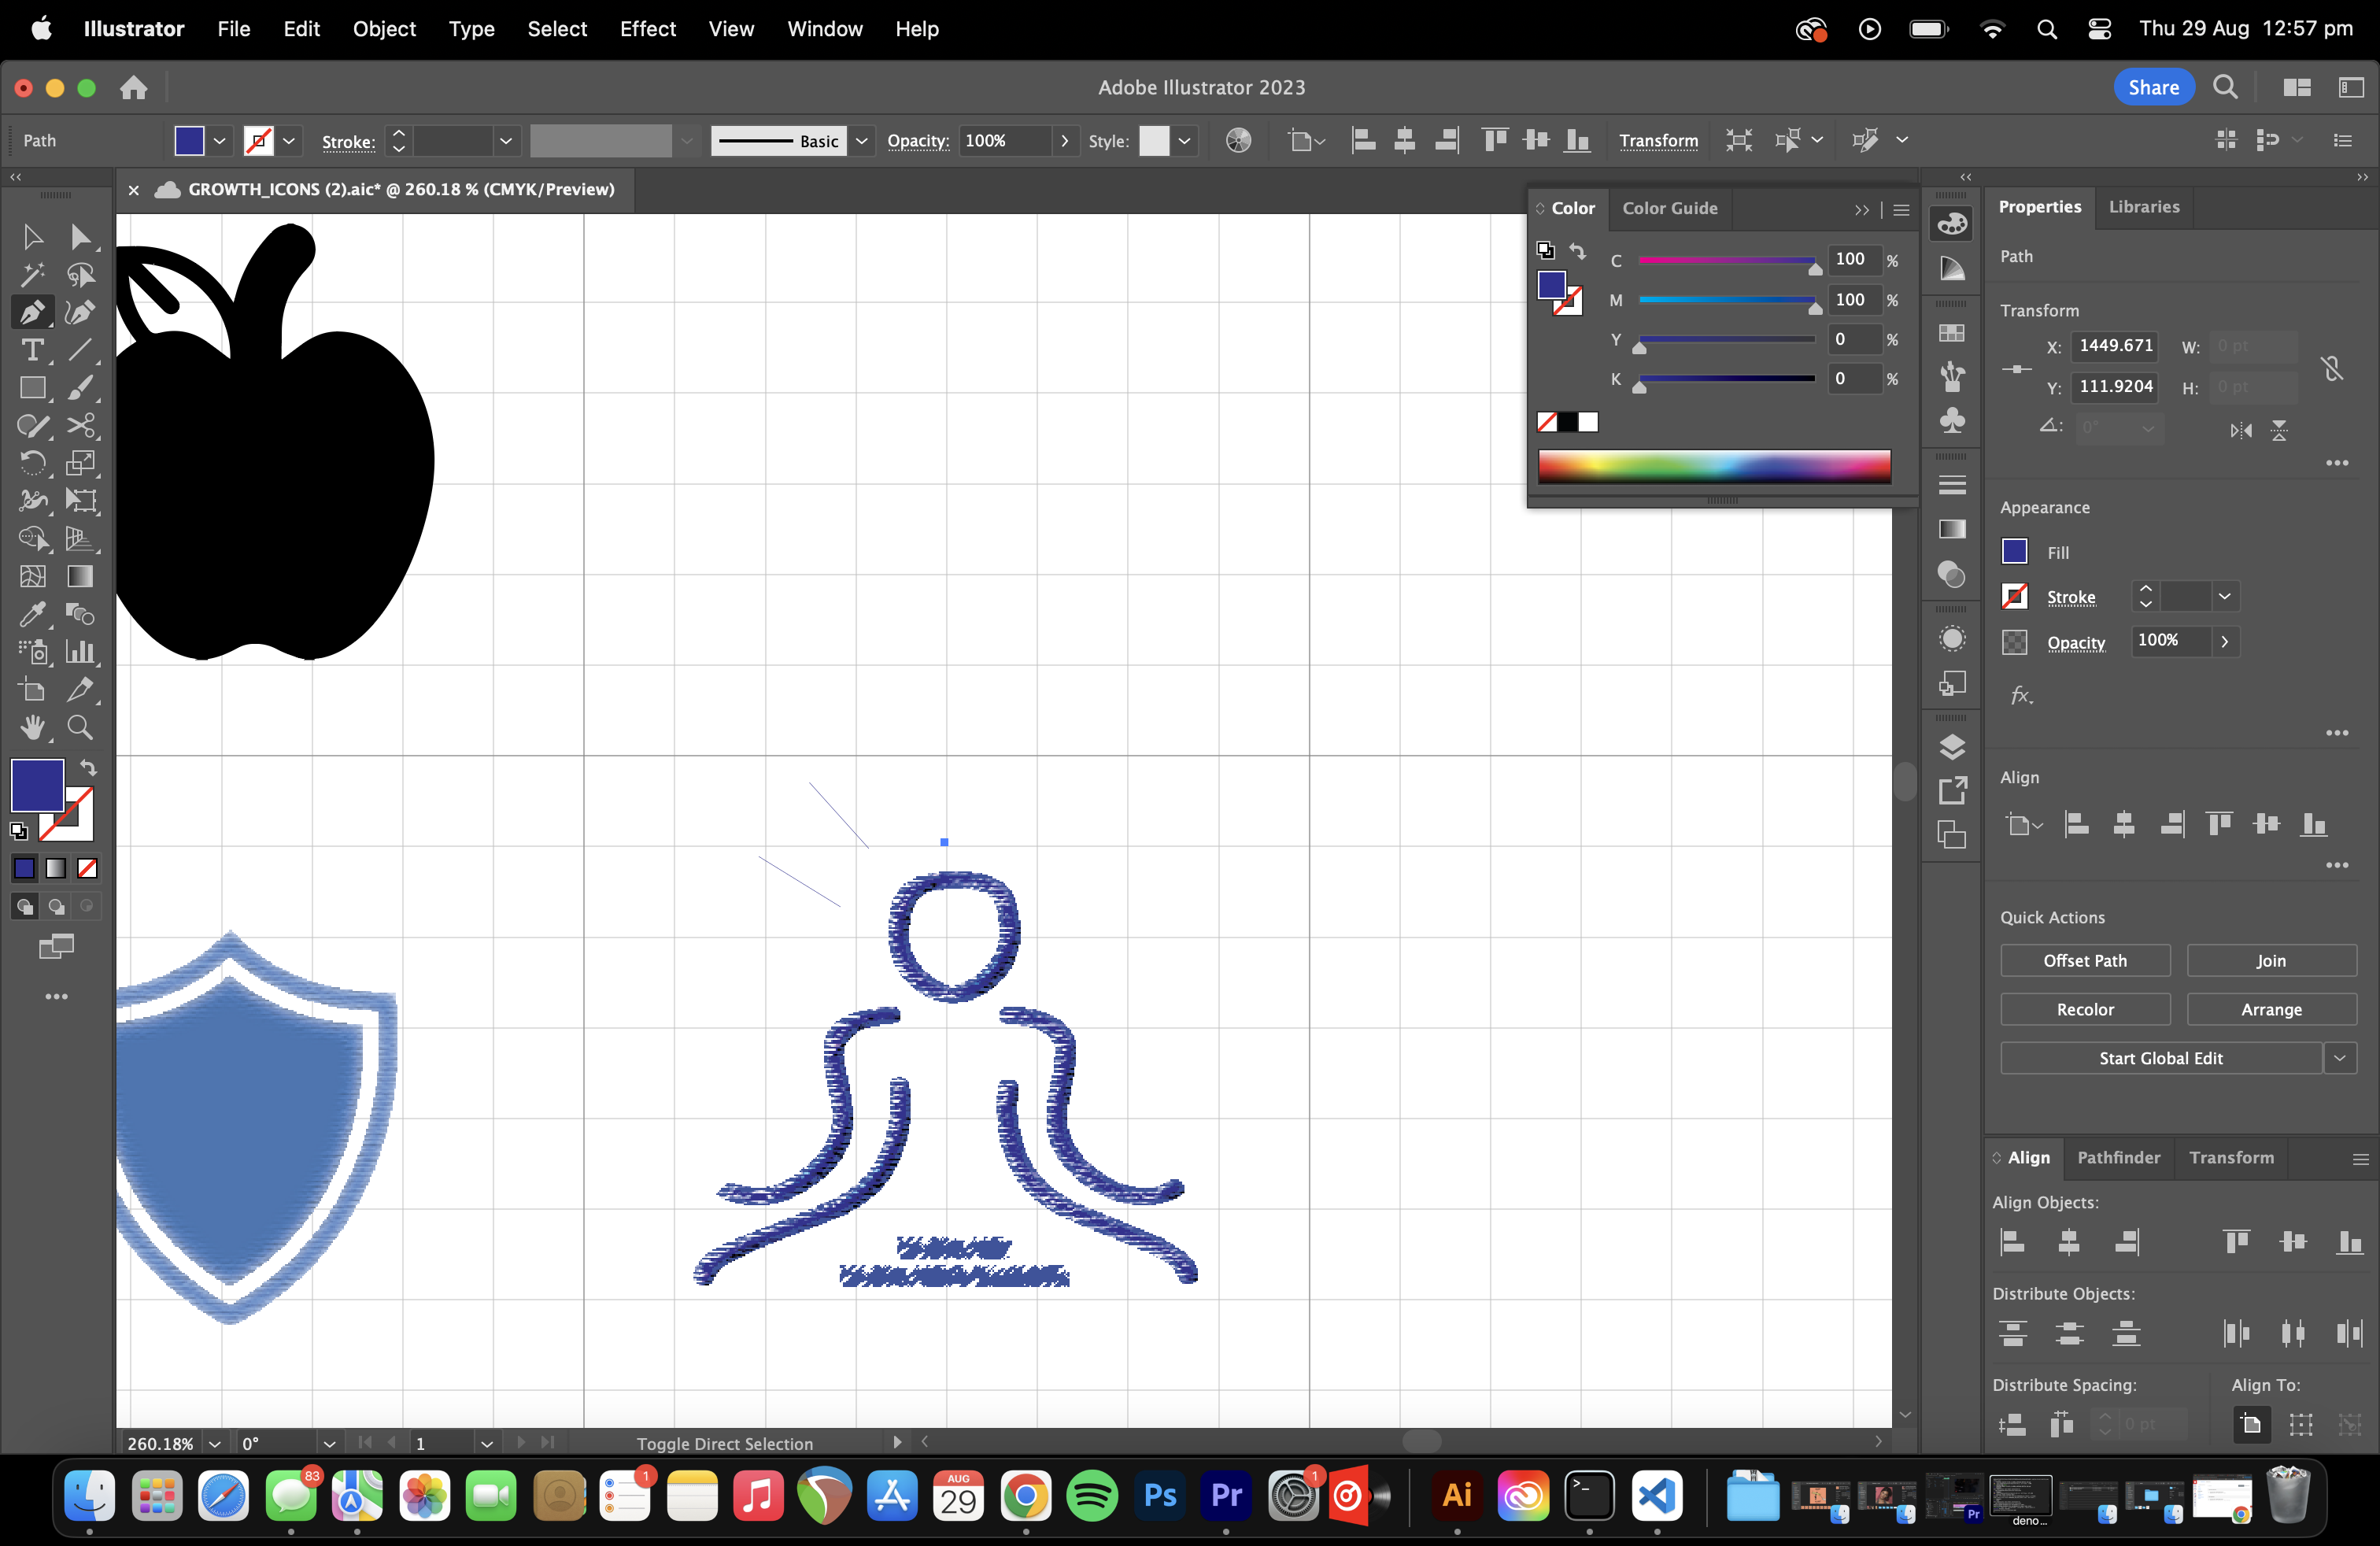 Illustrator File Edit Object Type Select Effect View Window Help Thu 29 Aug 12:57 pm
Adobe Illustrator 2023 Share
Path Stroke: Basic Opacity: 100% Style: Transform
× GROWTH_ICONS (2).aic* @ 260.18 % (CMYK/Preview)
Color Color Guide
C 100 %
M 100 %
Y 0 %
K 0 %
Properties Libraries
Path
Transform
X: 1449.671 W: 0 pt
Y: 111.9204 H: 0 pt
0°
Appearance
Fill
Stroke
Opacity 100%
fx.
Align
Quick Actions
Offset Path Join
Recolor Arrange
Start Global Edit
Align Pathfinder Transform
Align Objects:
Distribute Objects:
Distribute Spacing: Align To:
0 pt
260.18% 0° 1 Toggle Direct Selection
83 1 AUG 29 Ps Pr 1 Ai >_ Pr
deno...